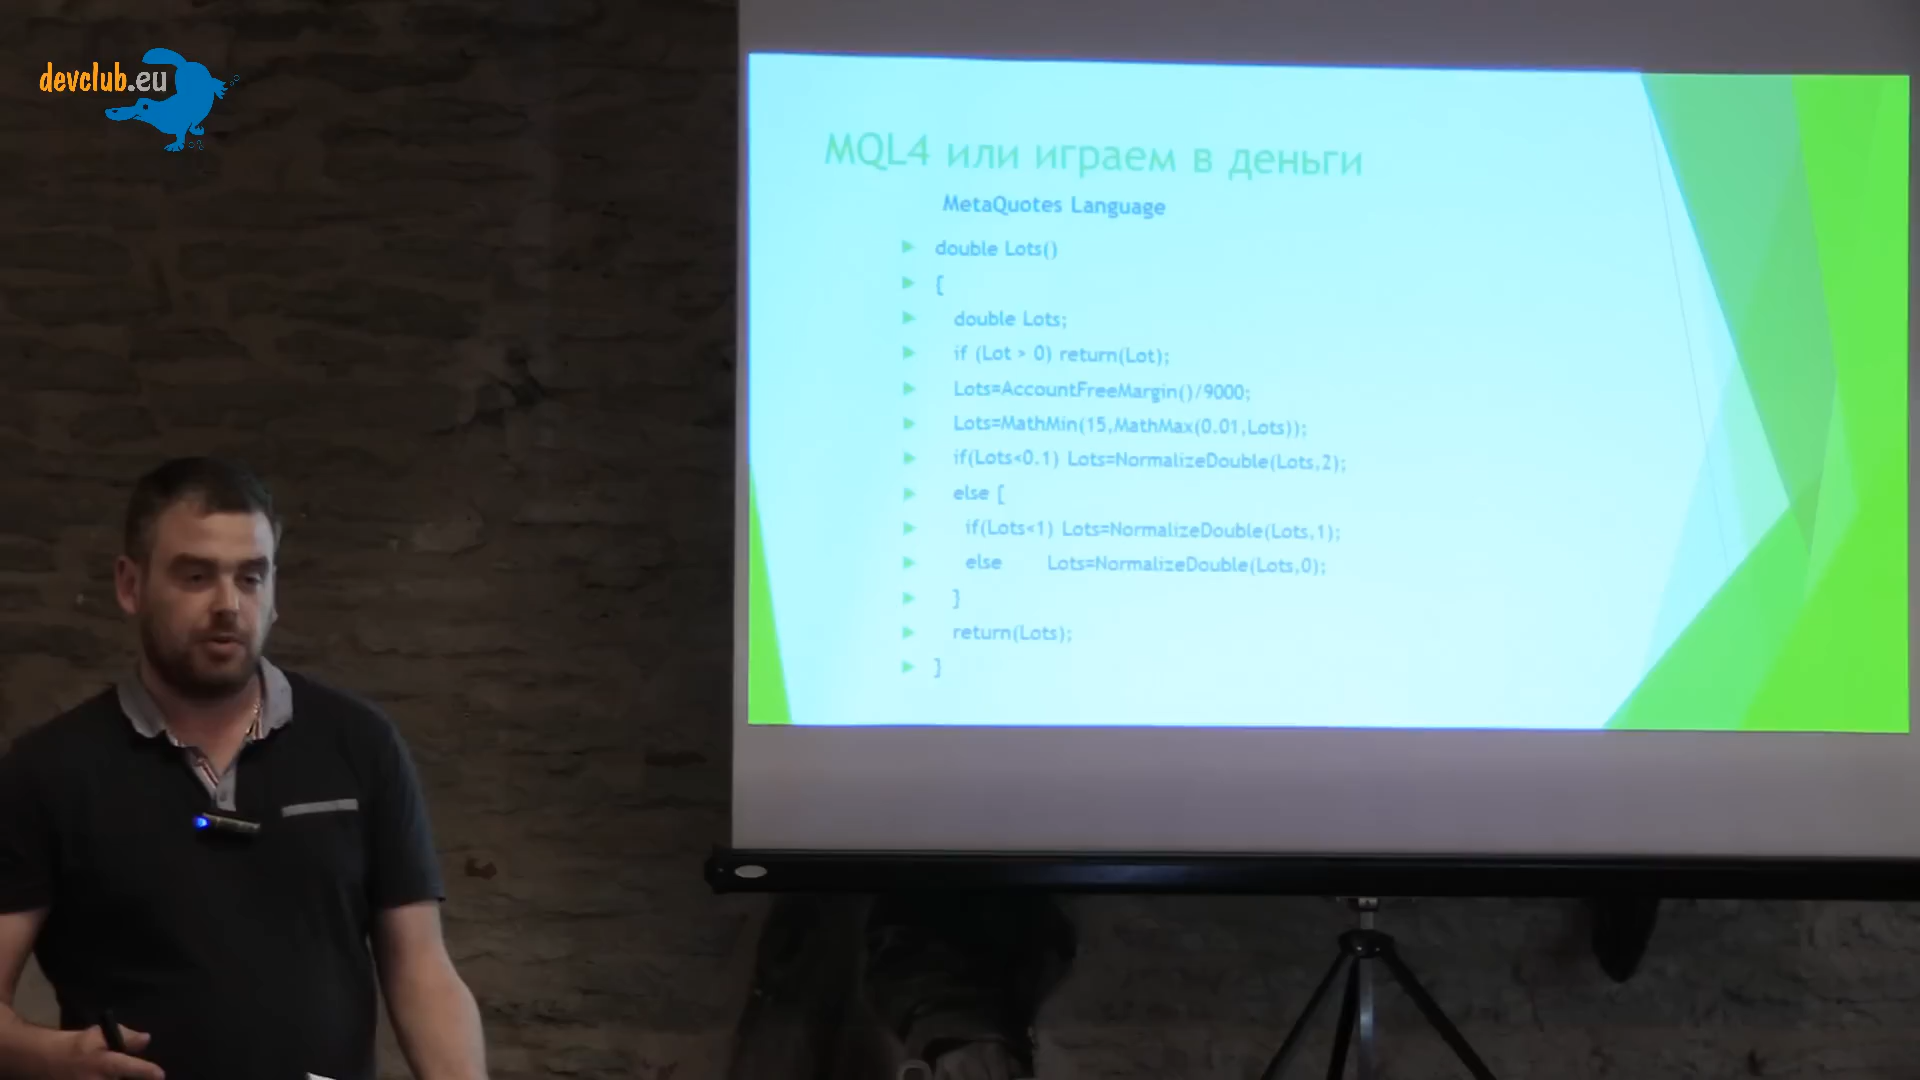 devclub.eu
MQL4 или играем в деньги
MetaQuotes Language
double Lots()
{
double Lots;
if (Lot > 0) return(Lot);
Lots=AccountFreeMargin()/9000;
Lots=MathMin(15,MathMax(0.01,Lots));
if(Lots<0.1) Lots=NormalizeDouble(Lots,2);
else {
if(Lots<1) Lots=NormalizeDouble(Lots,1);
else Lots=NormalizeDouble(Lots,0);
}
return(Lots);
}